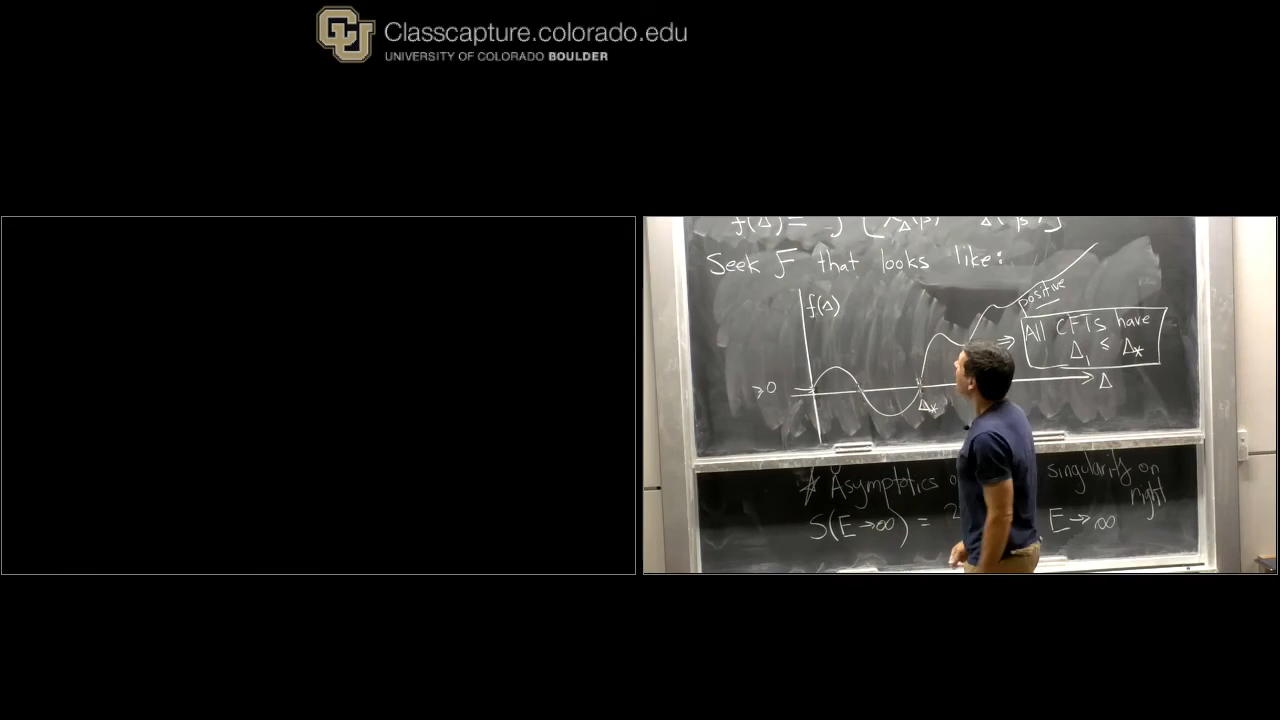 Classcapture.colorado.edu
UNIVERSITY OF COLORADO BOULDER
f(Δ) =
Seek F that looks like:
f(Δ)
positive
All CFTs have
Δ₁ ≤ Δ*
≥0
Δ
Δ*
* Asymptotics singularity on
right
S(E→∞) = 2 E→∞